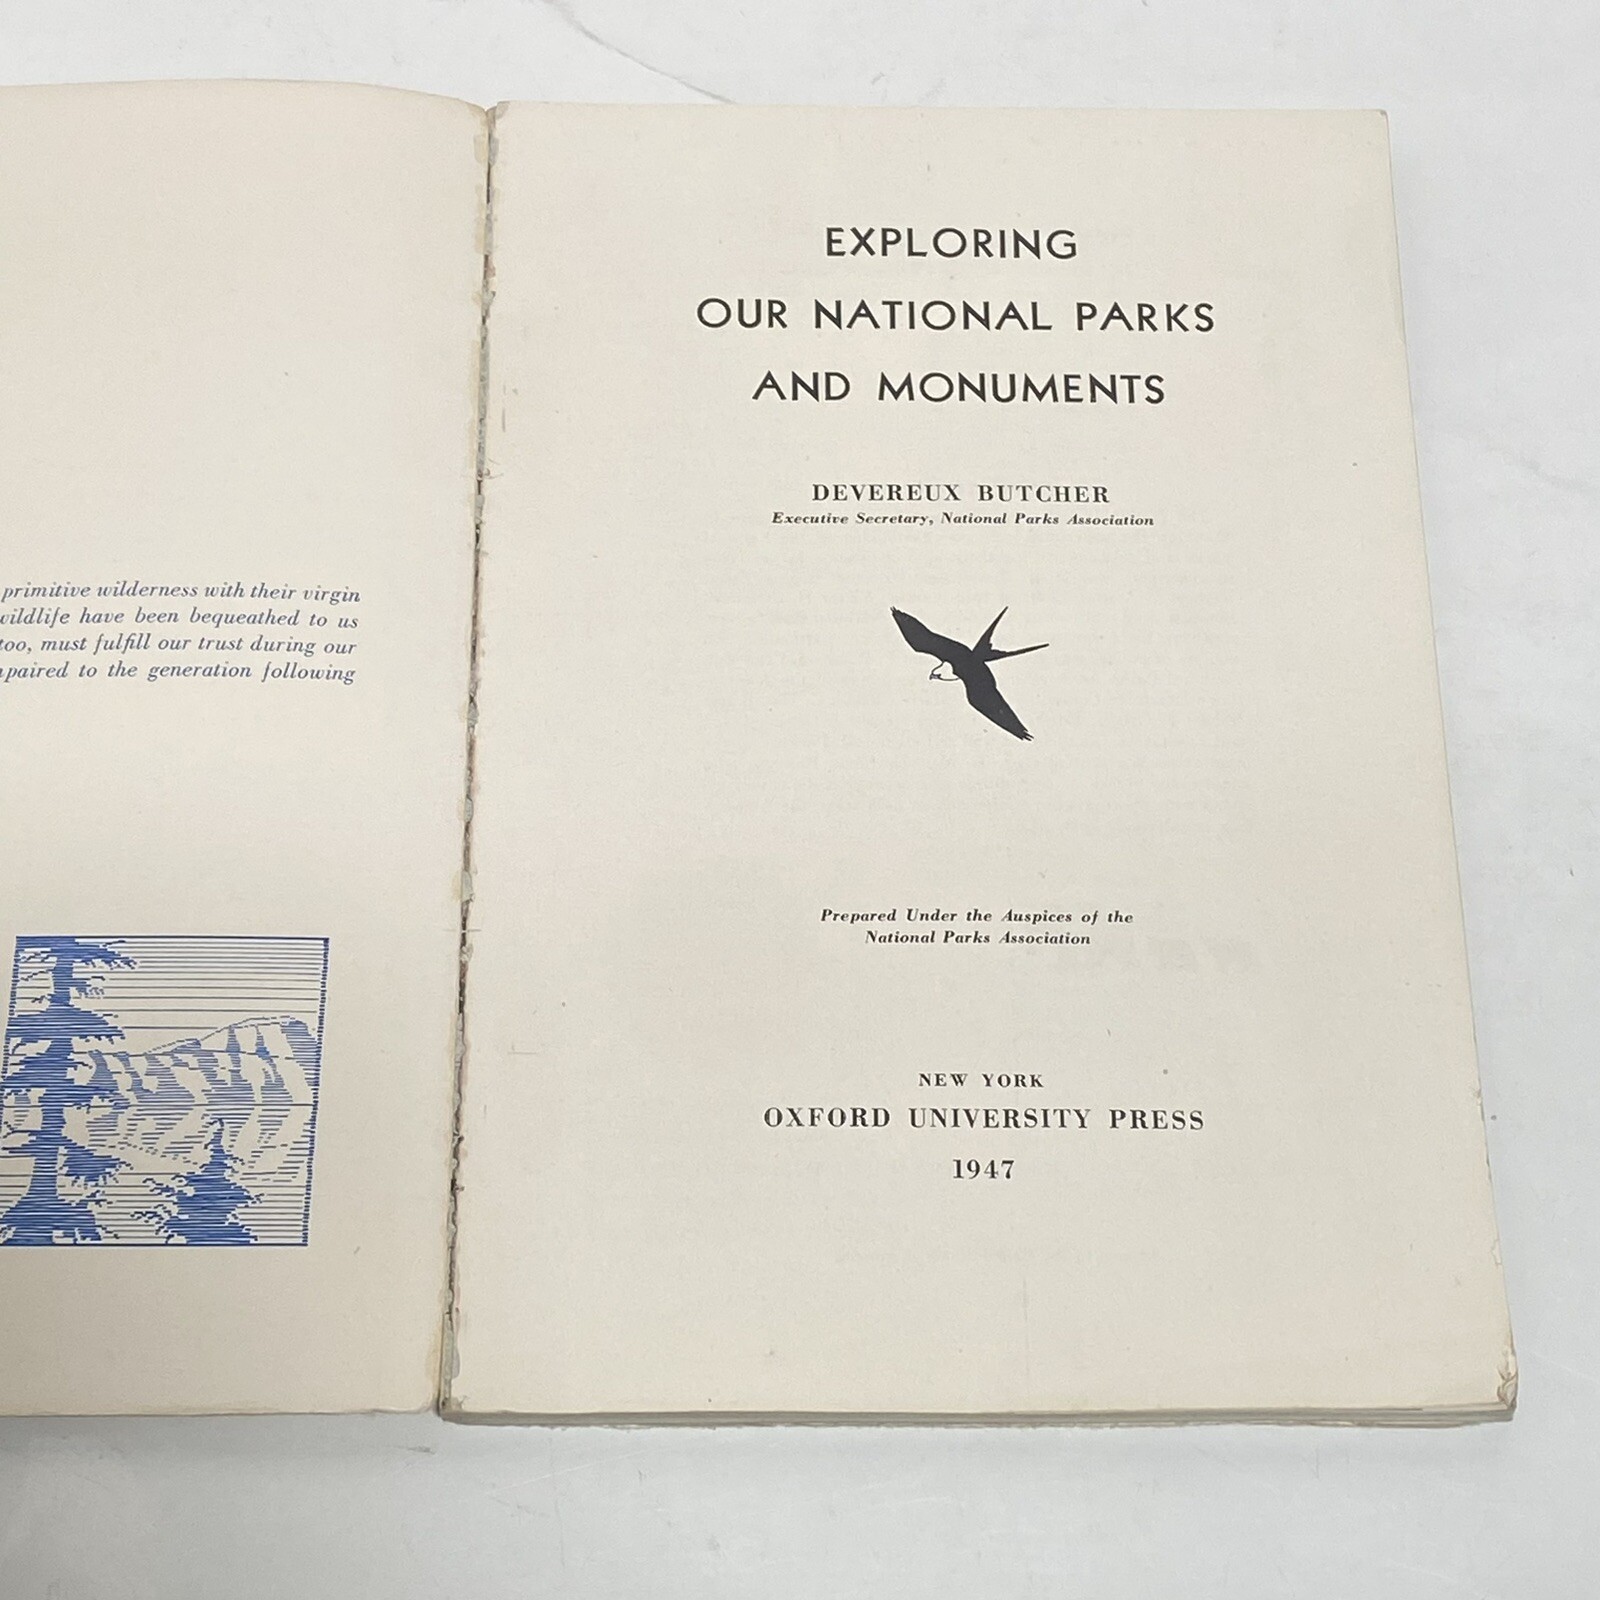 primitive wilderness with their virgin
wildlife have been bequeathed to us
too, must fulfill our trust during our
to the generation following
EXPLORING
OUR NATIONAL PARKS
AND MONUMENTS
DEVEREUX BUTCHER
Executive Secretary, National Parks Association
Prepared Under the Auspices of the
National Parks Association
NEW YORK
OXFORD UNIVERSITY PRESS
1947